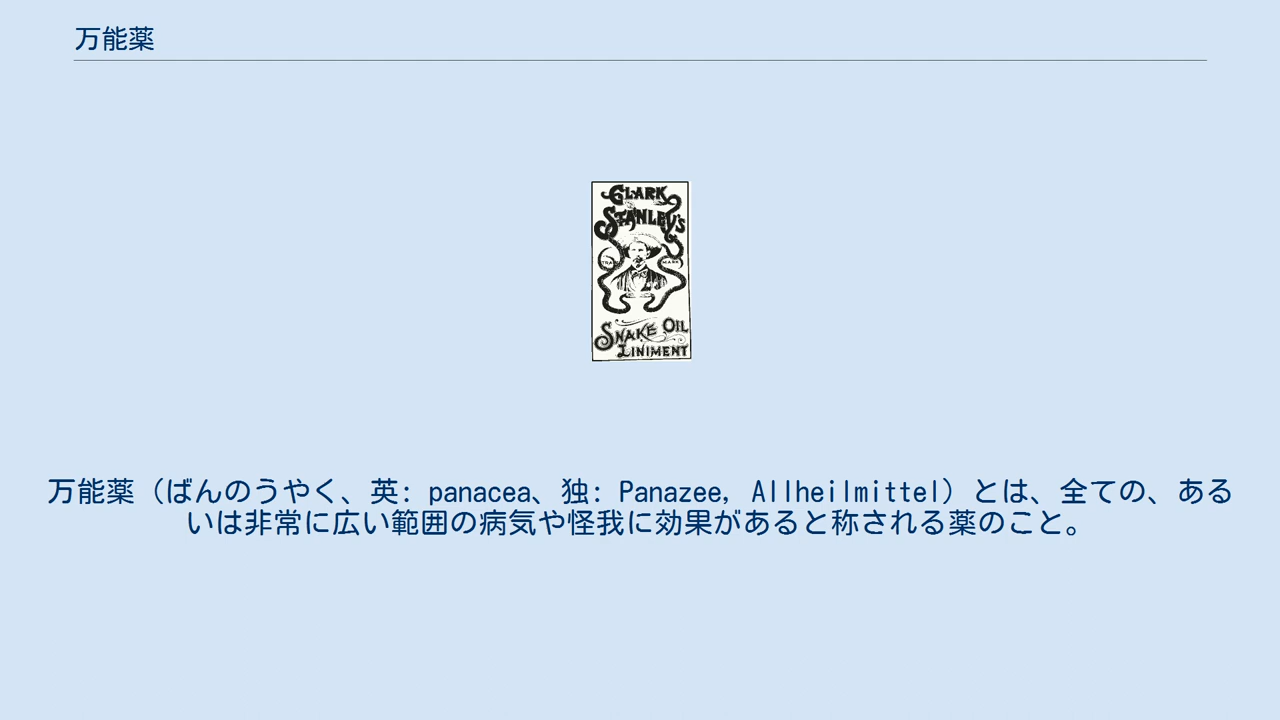 万能薬
CLARK
STANLEY'S
TRADE MARK
SNAKE OIL
LINIMENT
万能薬（ばんのうやく、英: panacea、独: Panazee, Allheilmittel）とは、全ての、ある
いは非常に広い範囲の病気や怪我に効果があると称される薬のこと。